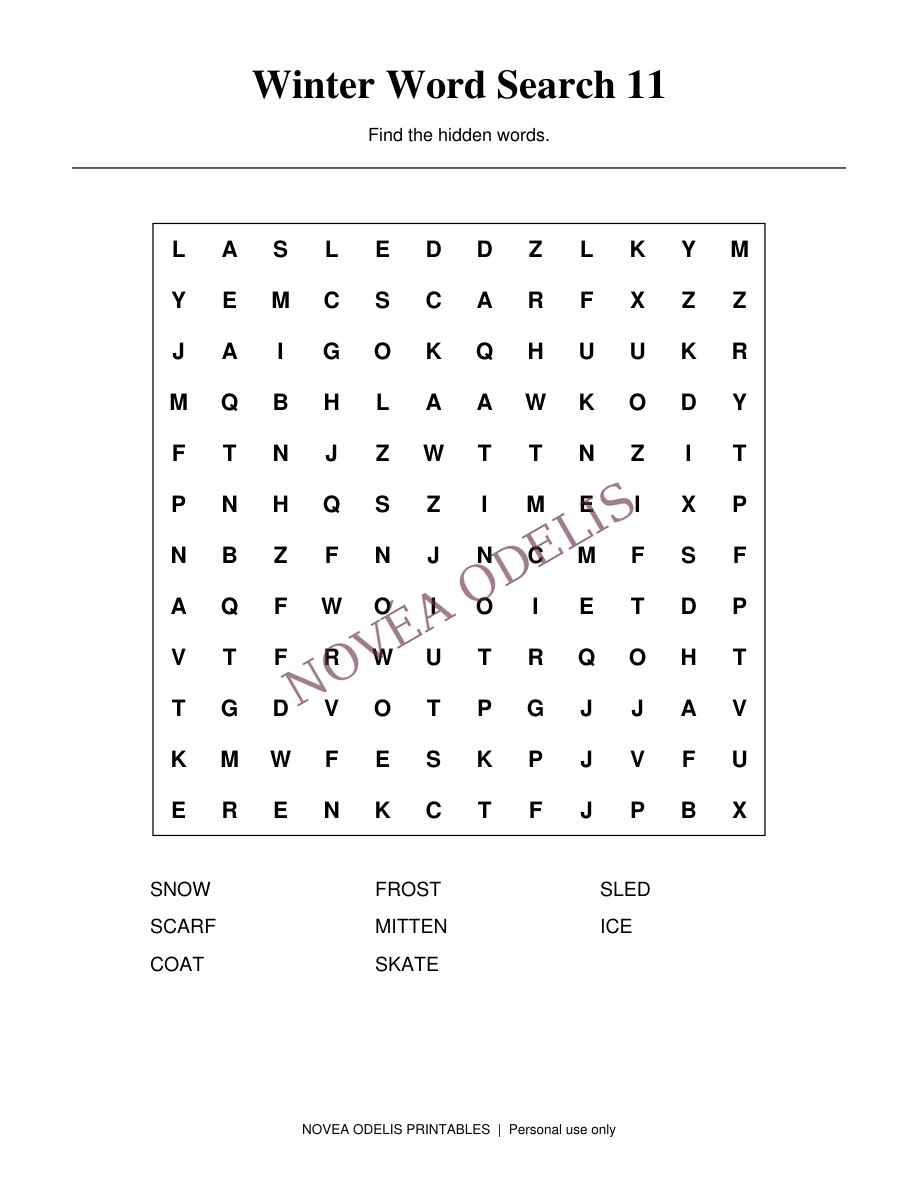 Winter Word Search 11
Find the hidden words.
L A S L E D D Z L K Y M
Y E M C S C A R F X Z Z
J A I G O K Q H U U K R
M Q B H L A A W K O D Y
F T N J Z W T T N Z I T
P N H Q S Z I M E I X P
N B Z F N J N C M F S F
A Q F W O I O I E T D P
V T F R W U T R Q O H T
T G D V O T P G J J A V
K M W F E S K P J V F U
E R E N K C T F J P B X
NOVEA ODELIS
SNOW FROST SLED
SCARF MITTEN ICE
COAT SKATE
NOVEA ODELIS PRINTABLES | Personal use only